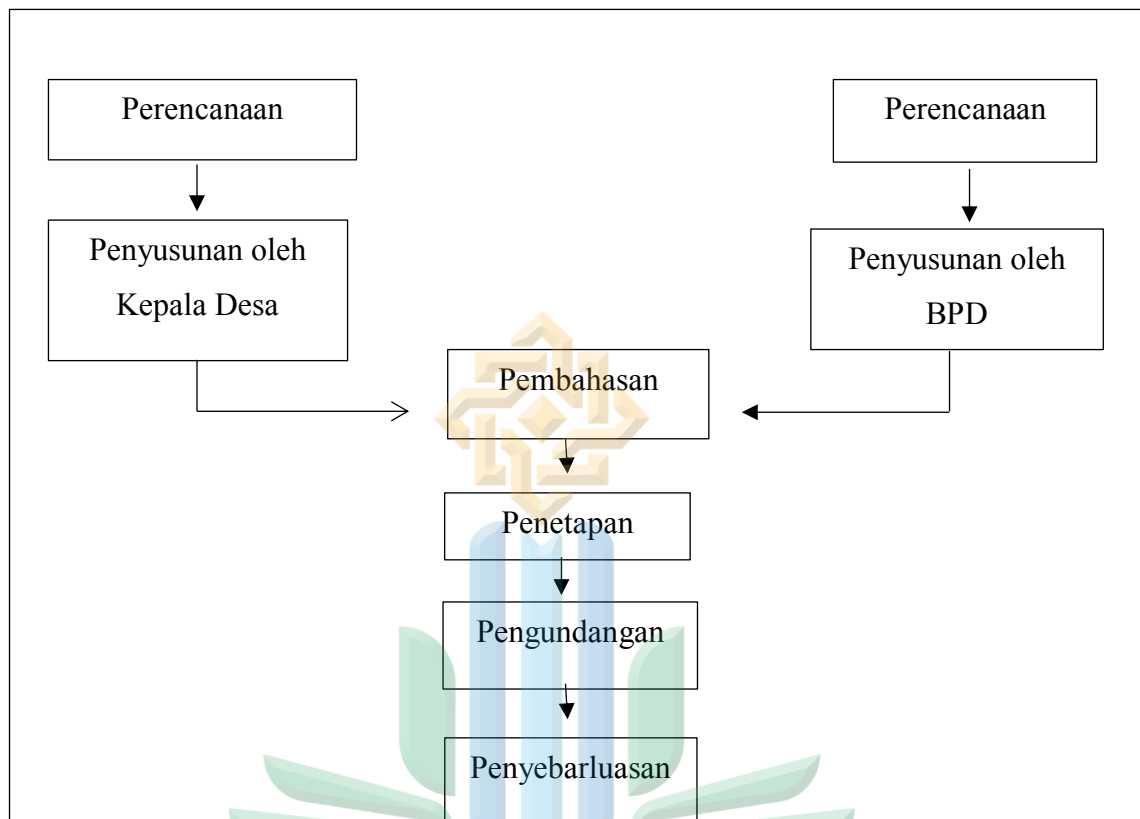 Perencanaan
Perencanaan
Penyusunan oleh
Kepala Desa
Penyusunan oleh
BPD
Pembahasan
Penetapan
Pengundangan
Penyebarluasan